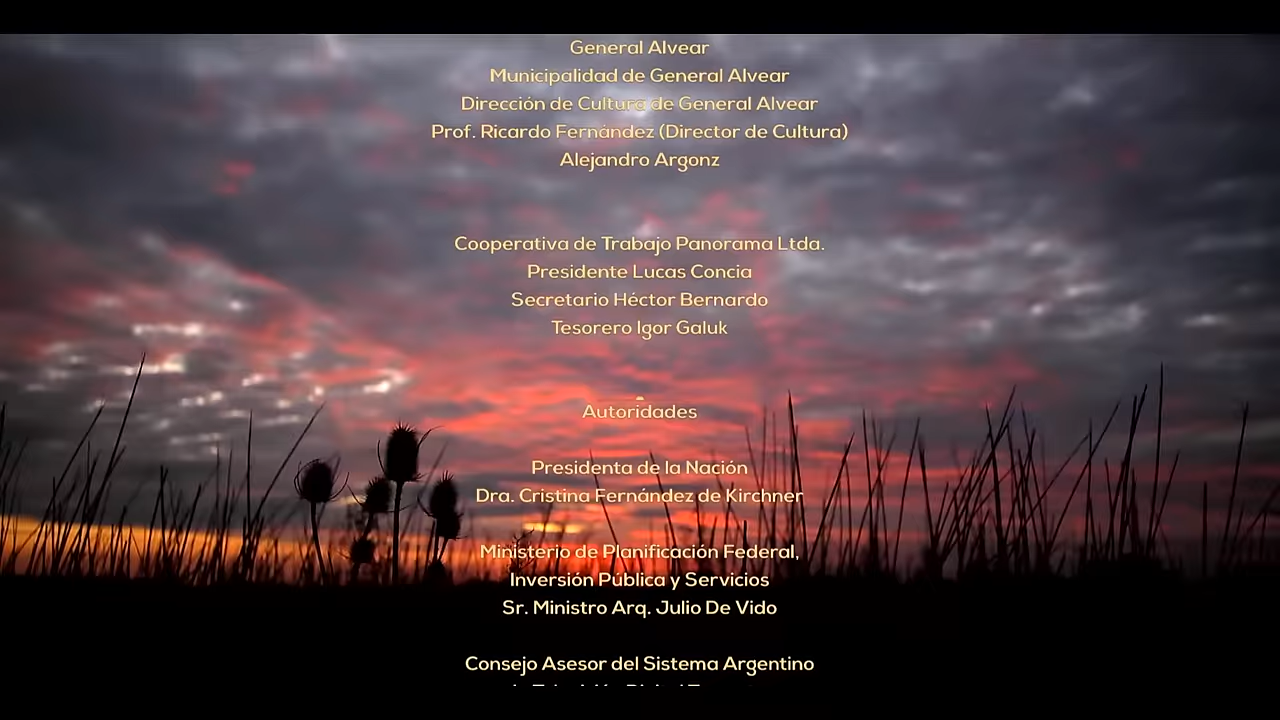 General Alvear
Municipalidad de General Alvear
Dirección de Cultura de General Alvear
Prof. Ricardo Fernández (Director de Cultura)
Alejandro Argonz
Cooperativa de Trabajo Panorama Ltda.
Presidente Lucas Concia
Secretario Héctor Bernardo
Tesorero Igor Galuk
Autoridades
Presidenta de la Nación
Dra. Cristina Fernández de Kirchner
Ministerio de Planificación Federal,
Inversión Pública y Servicios
Sr. Ministro Arq. Julio De Vido
Consejo Asesor del Sistema Argentino